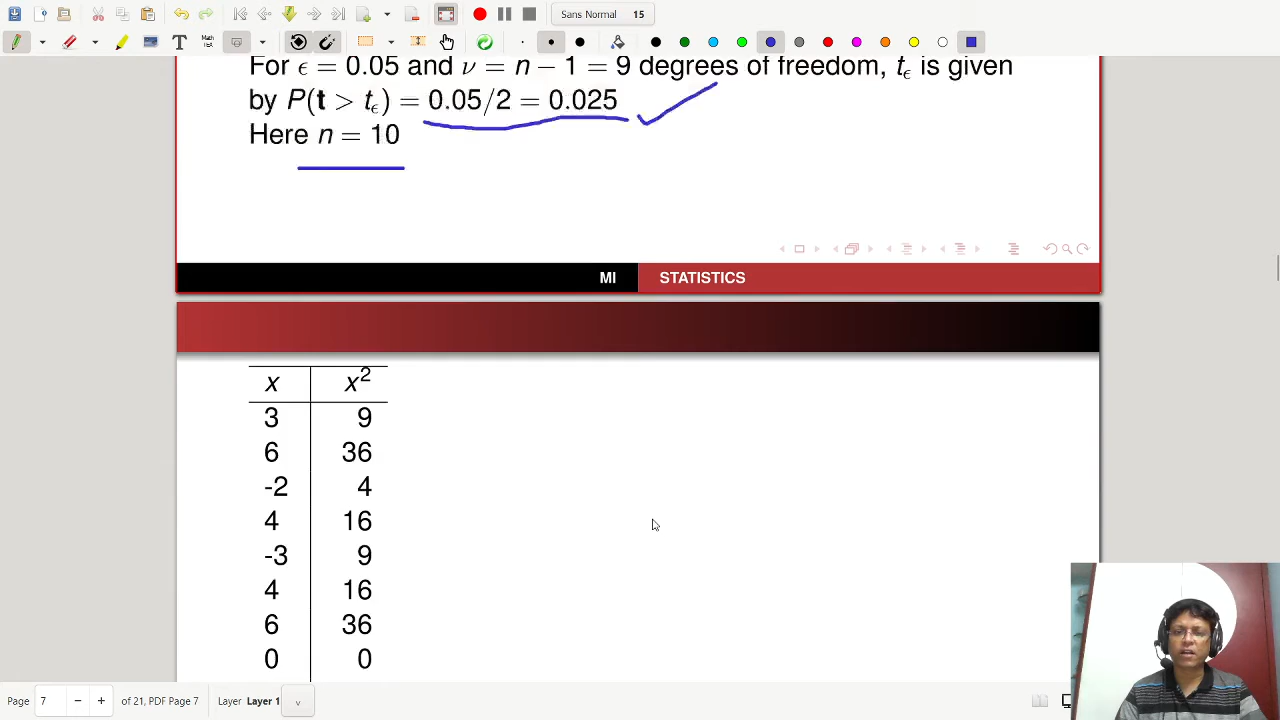 Sans Normal 15
For ϵ = 0.05 and ν = n − 1 = 9 degrees of freedom, tϵ is given
by P(t > tϵ) = 0.05/2 = 0.025
Here n = 10
MI STATISTICS
x x²
3 9
6 36
-2 4
4 16
-3 9
4 16
6 36
0 0
Page 7 of 21, PDF Page 7 Layer Layer 1